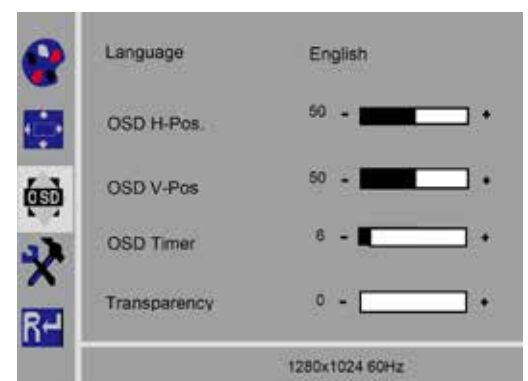 Language English
OSD H-Pos. 50 - +
OSD V-Pos 50 - +
OSD
OSD Timer 6 - +
Transparency 0 - +
R
1280x1024 60Hz